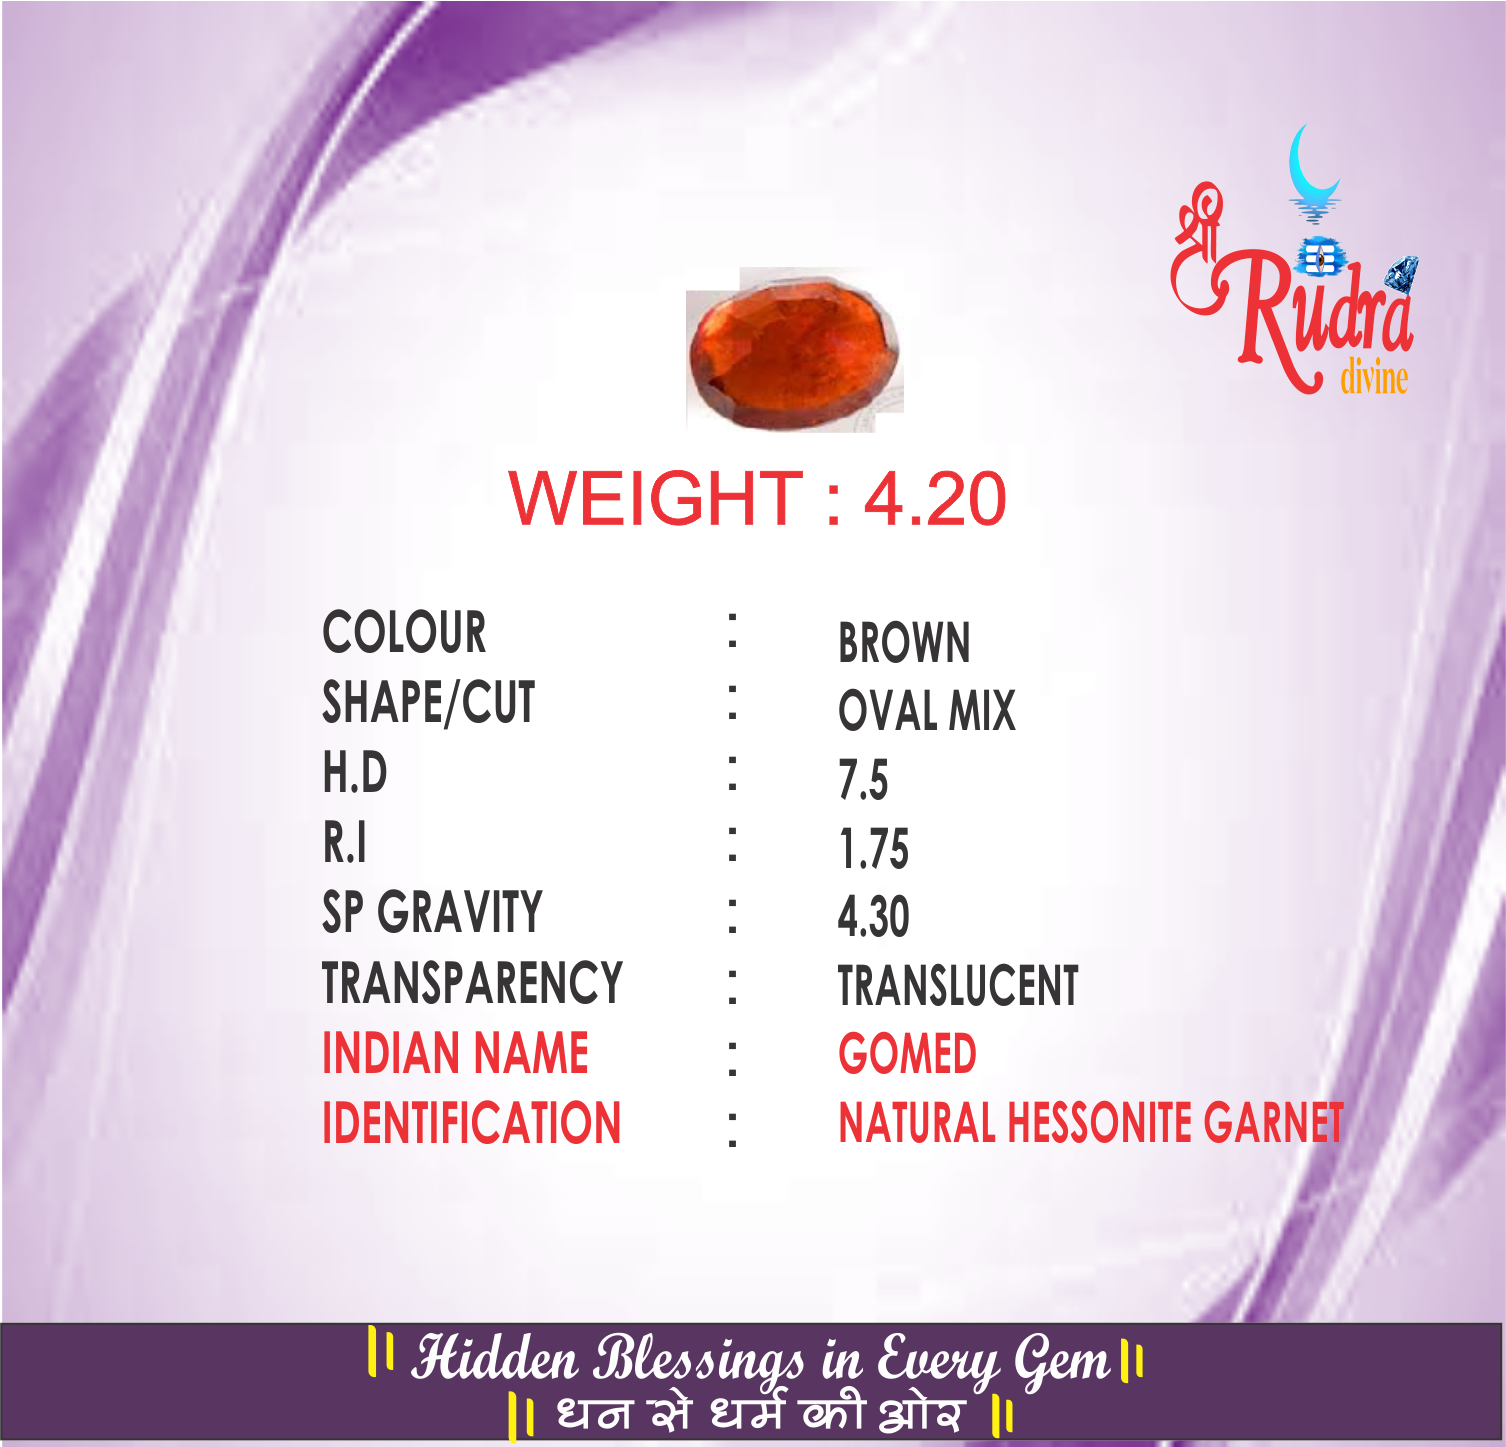 श्री
Rudra
divine
WEIGHT : 4.20
COLOUR : BROWN
SHAPE/CUT : OVAL MIX
H.D : 7.5
R.I : 1.75
SP GRAVITY : 4.30
TRANSPARENCY : TRANSLUCENT
INDIAN NAME : GOMED
IDENTIFICATION : NATURAL HESSONITE GARNET
|| Hidden Blessings in Every Gem ||
|| धन से धर्म की ओर ||